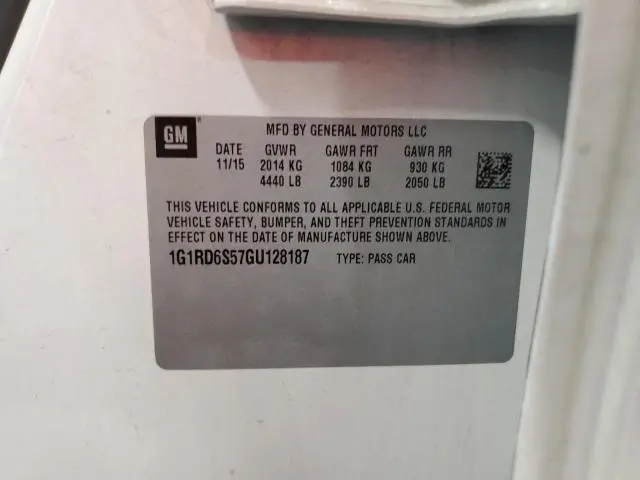 GM® MFD BY GENERAL MOTORS LLC
DATE GVWR GAWR FRT GAWR RR
11/15 2014 KG 1084 KG 930 KG
4440 LB 2390 LB 2050 LB
THIS VEHICLE CONFORMS TO ALL APPLICABLE U.S. FEDERAL MOTOR
VEHICLE SAFETY, BUMPER, AND THEFT PREVENTION STANDARDS IN
EFFECT ON THE DATE OF MANUFACTURE SHOWN ABOVE.
1G1RD6S57GU128187 TYPE: PASS CAR